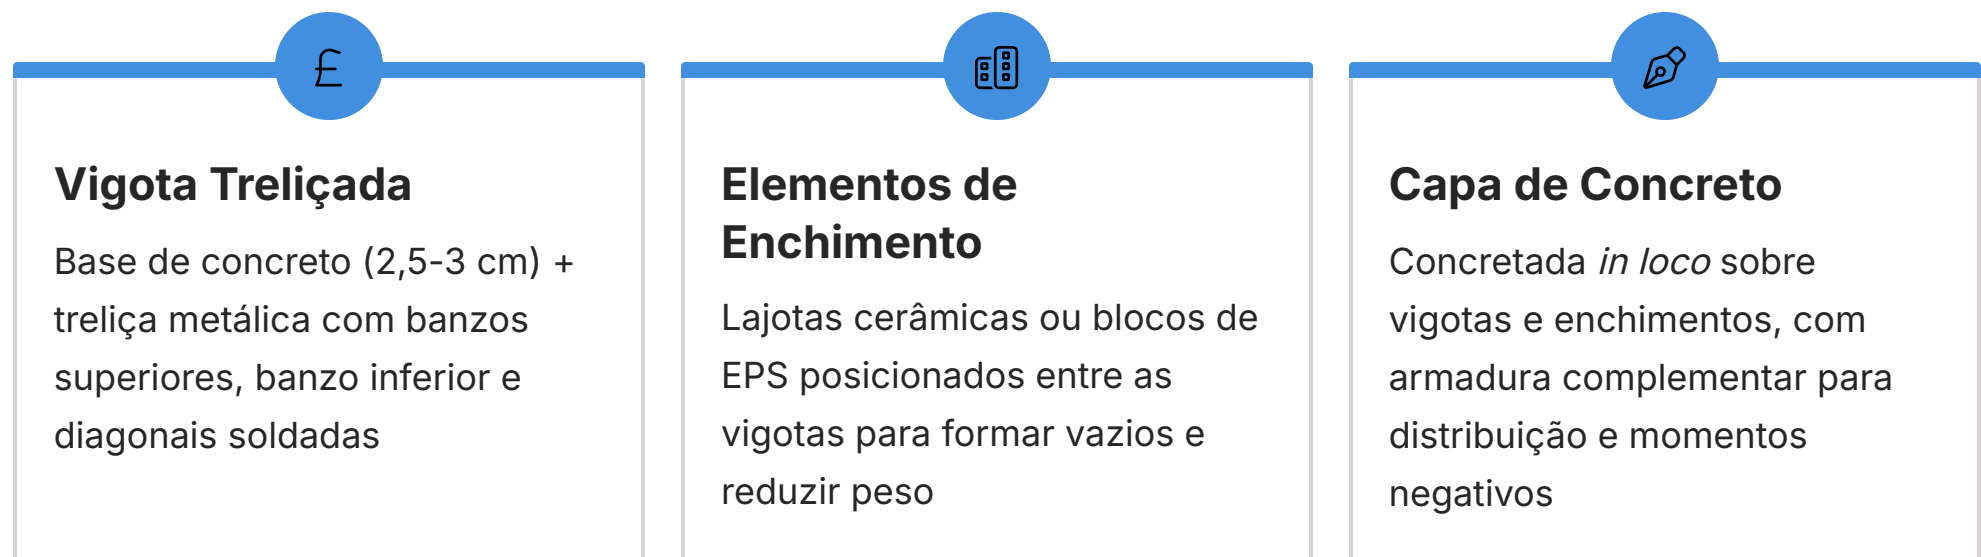 £
Vigota Treliçada
Base de concreto (2,5-3 cm) +
treliça metálica com banzos
superiores, banzo inferior e
diagonais soldadas
Elementos de
Enchimento
Lajotas cerâmicas ou blocos de
EPS posicionados entre as
vigotas para formar vazios e
reduzir peso
Capa de Concreto
Concretada in loco sobre
vigotas e enchimentos, com
armadura complementar para
distribuição e momentos
negativos